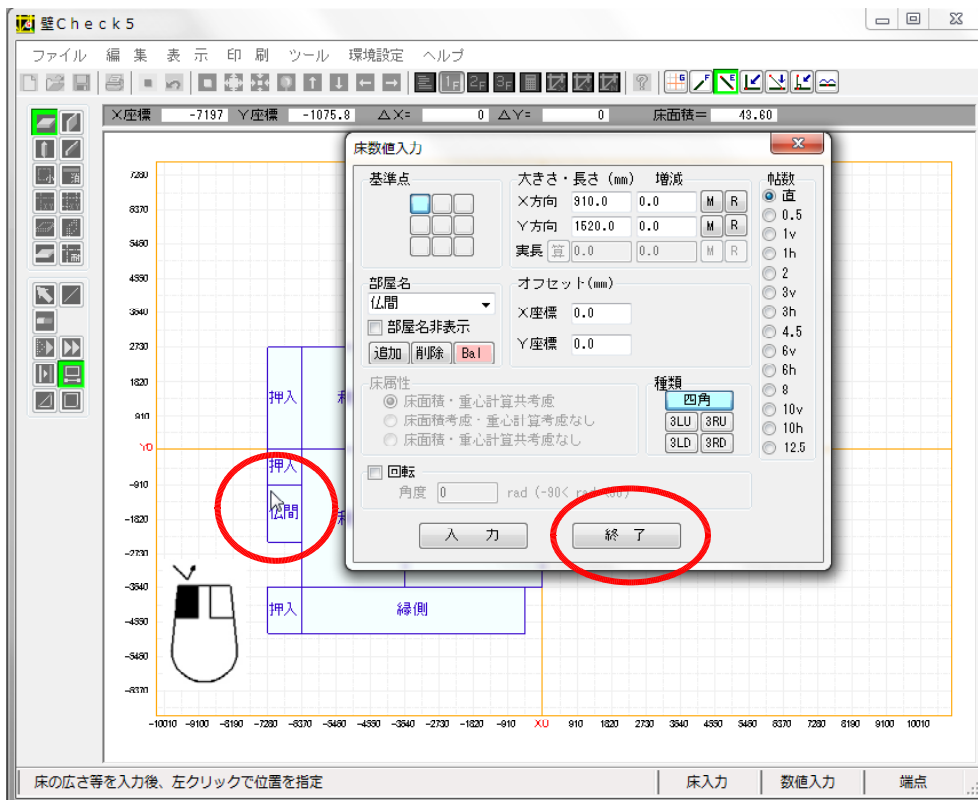 壁Check5
ファイル 編 集 表 示 印 刷 ツール 環境設定 ヘルプ
1F 2F 3F G F E
X座標 -7197 Y座標 -1075.8 △X= 0 △Y= 0 床面積= 43.60
床数値入力
基準点
大きさ・長さ (mm) 増減
X方向 910.0 0.0 M R
Y方向 1520.0 0.0 M R
実長 算 0.0 0.0 M R
部屋名
仏間
部屋名非表示
追加 削除 Bal
オフセット(mm)
X座標 0.0
Y座標 0.0
帖数
直
0.5
1v
1h
2
3v
3h
4.5
6v
6h
8
10v
10h
12.5
床属性
床面積・重心計算共考慮
床面積考慮・重心計算考慮なし
床面積・重心計算共考慮なし
種類
四角
3LU 3RU
3LD 3RD
回転
角度 0 rad (-90<
入 力 終 了
7280
6370
5460
4550
3640
2730
1820
910
Y0
-910
-1820
-2730
-3640
-4550
-5460
-6370
押入
押入
仏間
押入 縁側
-10010 -9100 -8190 -7280 -6370 -5460 -4550 -3640 -2730 -1820 -910 X0 910 1820 2730 3640 4550 5460 6370 7280 8190 9100 10010
床の広さ等を入力後、左クリックで位置を指定 床入力 数値入力 端点